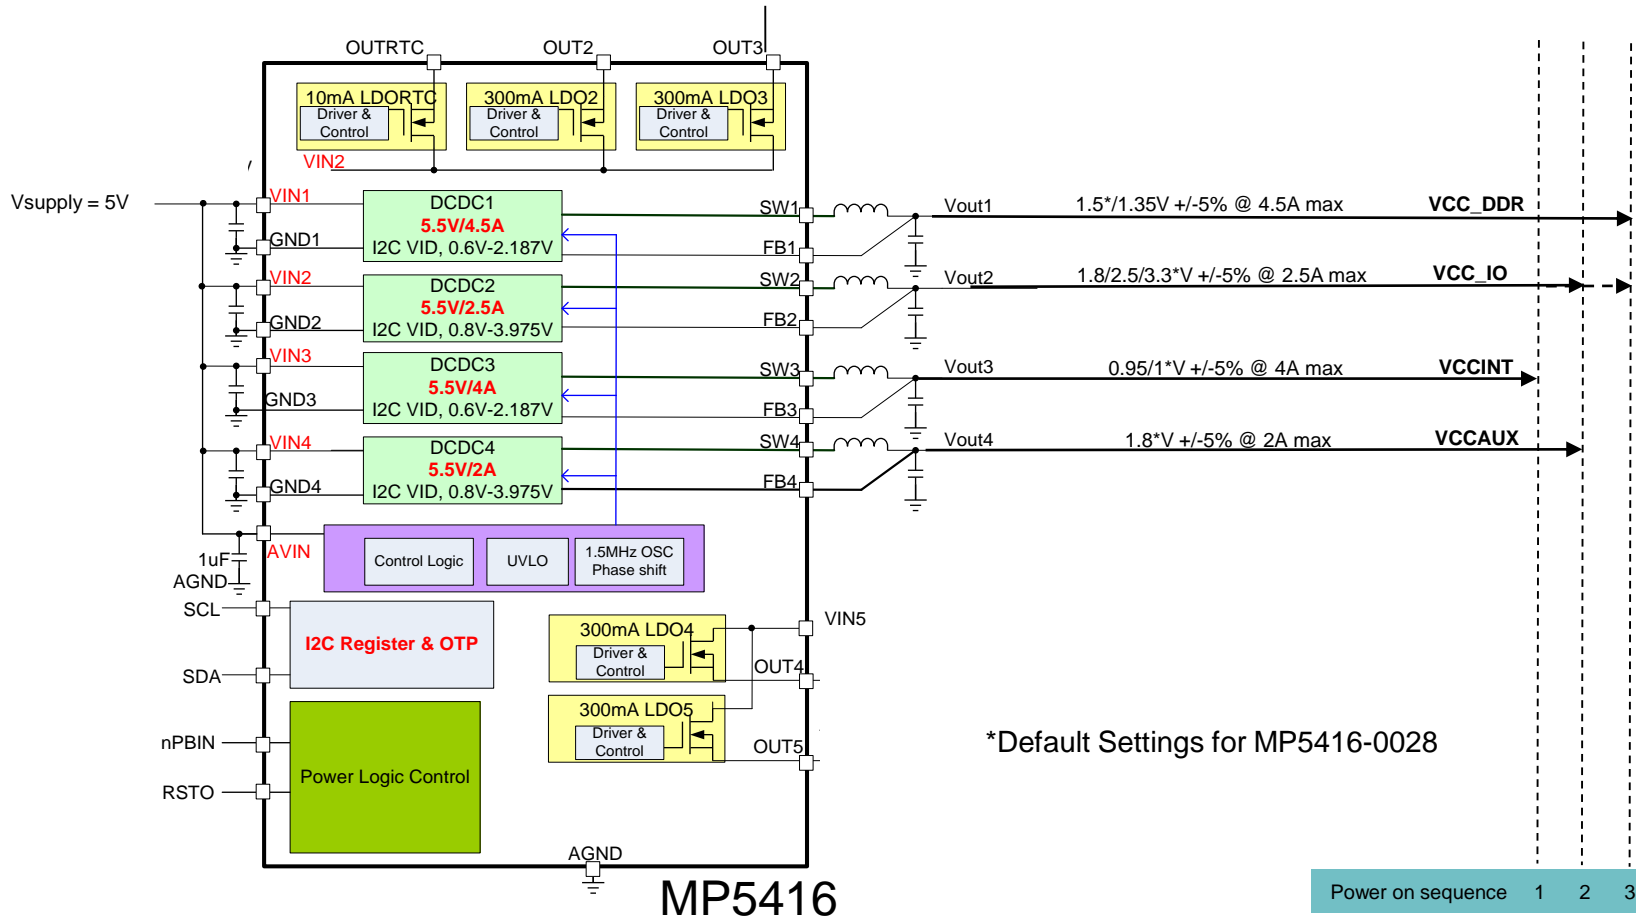 OUTRTC
OUT2
OUT3
10mA LDORTC
Driver &
Control
300mA LDO2
Driver &
Control
300mA LDO3
Driver &
Control
VIN2
Vsupply = 5V
VIN1
GND1
DCDC1
5.5V/4.5A
I2C VID, 0.6V-2.187V
SW1
FB1
Vout1
1.5*/1.35V +/-5% @ 4.5A max
VCC_DDR
VIN2
GND2
DCDC2
5.5V/2.5A
I2C VID, 0.8V-3.975V
SW2
FB2
Vout2
1.8/2.5/3.3*V +/-5% @ 2.5A max
VCC_IO
VIN3
GND3
DCDC3
5.5V/4A
I2C VID, 0.6V-2.187V
SW3
FB3
Vout3
0.95/1*V +/-5% @ 4A max
VCCINT
VIN4
GND4
DCDC4
5.5V/2A
I2C VID, 0.8V-3.975V
SW4
FB4
Vout4
1.8*V +/-5% @ 2A max
VCCAUX
AVIN
1uF
AGND
Control Logic
UVLO
1.5MHz OSC
Phase shift
SCL
SDA
I2C Register & OTP
300mA LDO4
Driver &
Control
VIN5
OUT4
300mA LDO5
Driver &
Control
OUT5
nPBIN
RSTO
Power Logic Control
*Default Settings for MP5416-0028
AGND
MP5416
Power on sequence 1 2 3